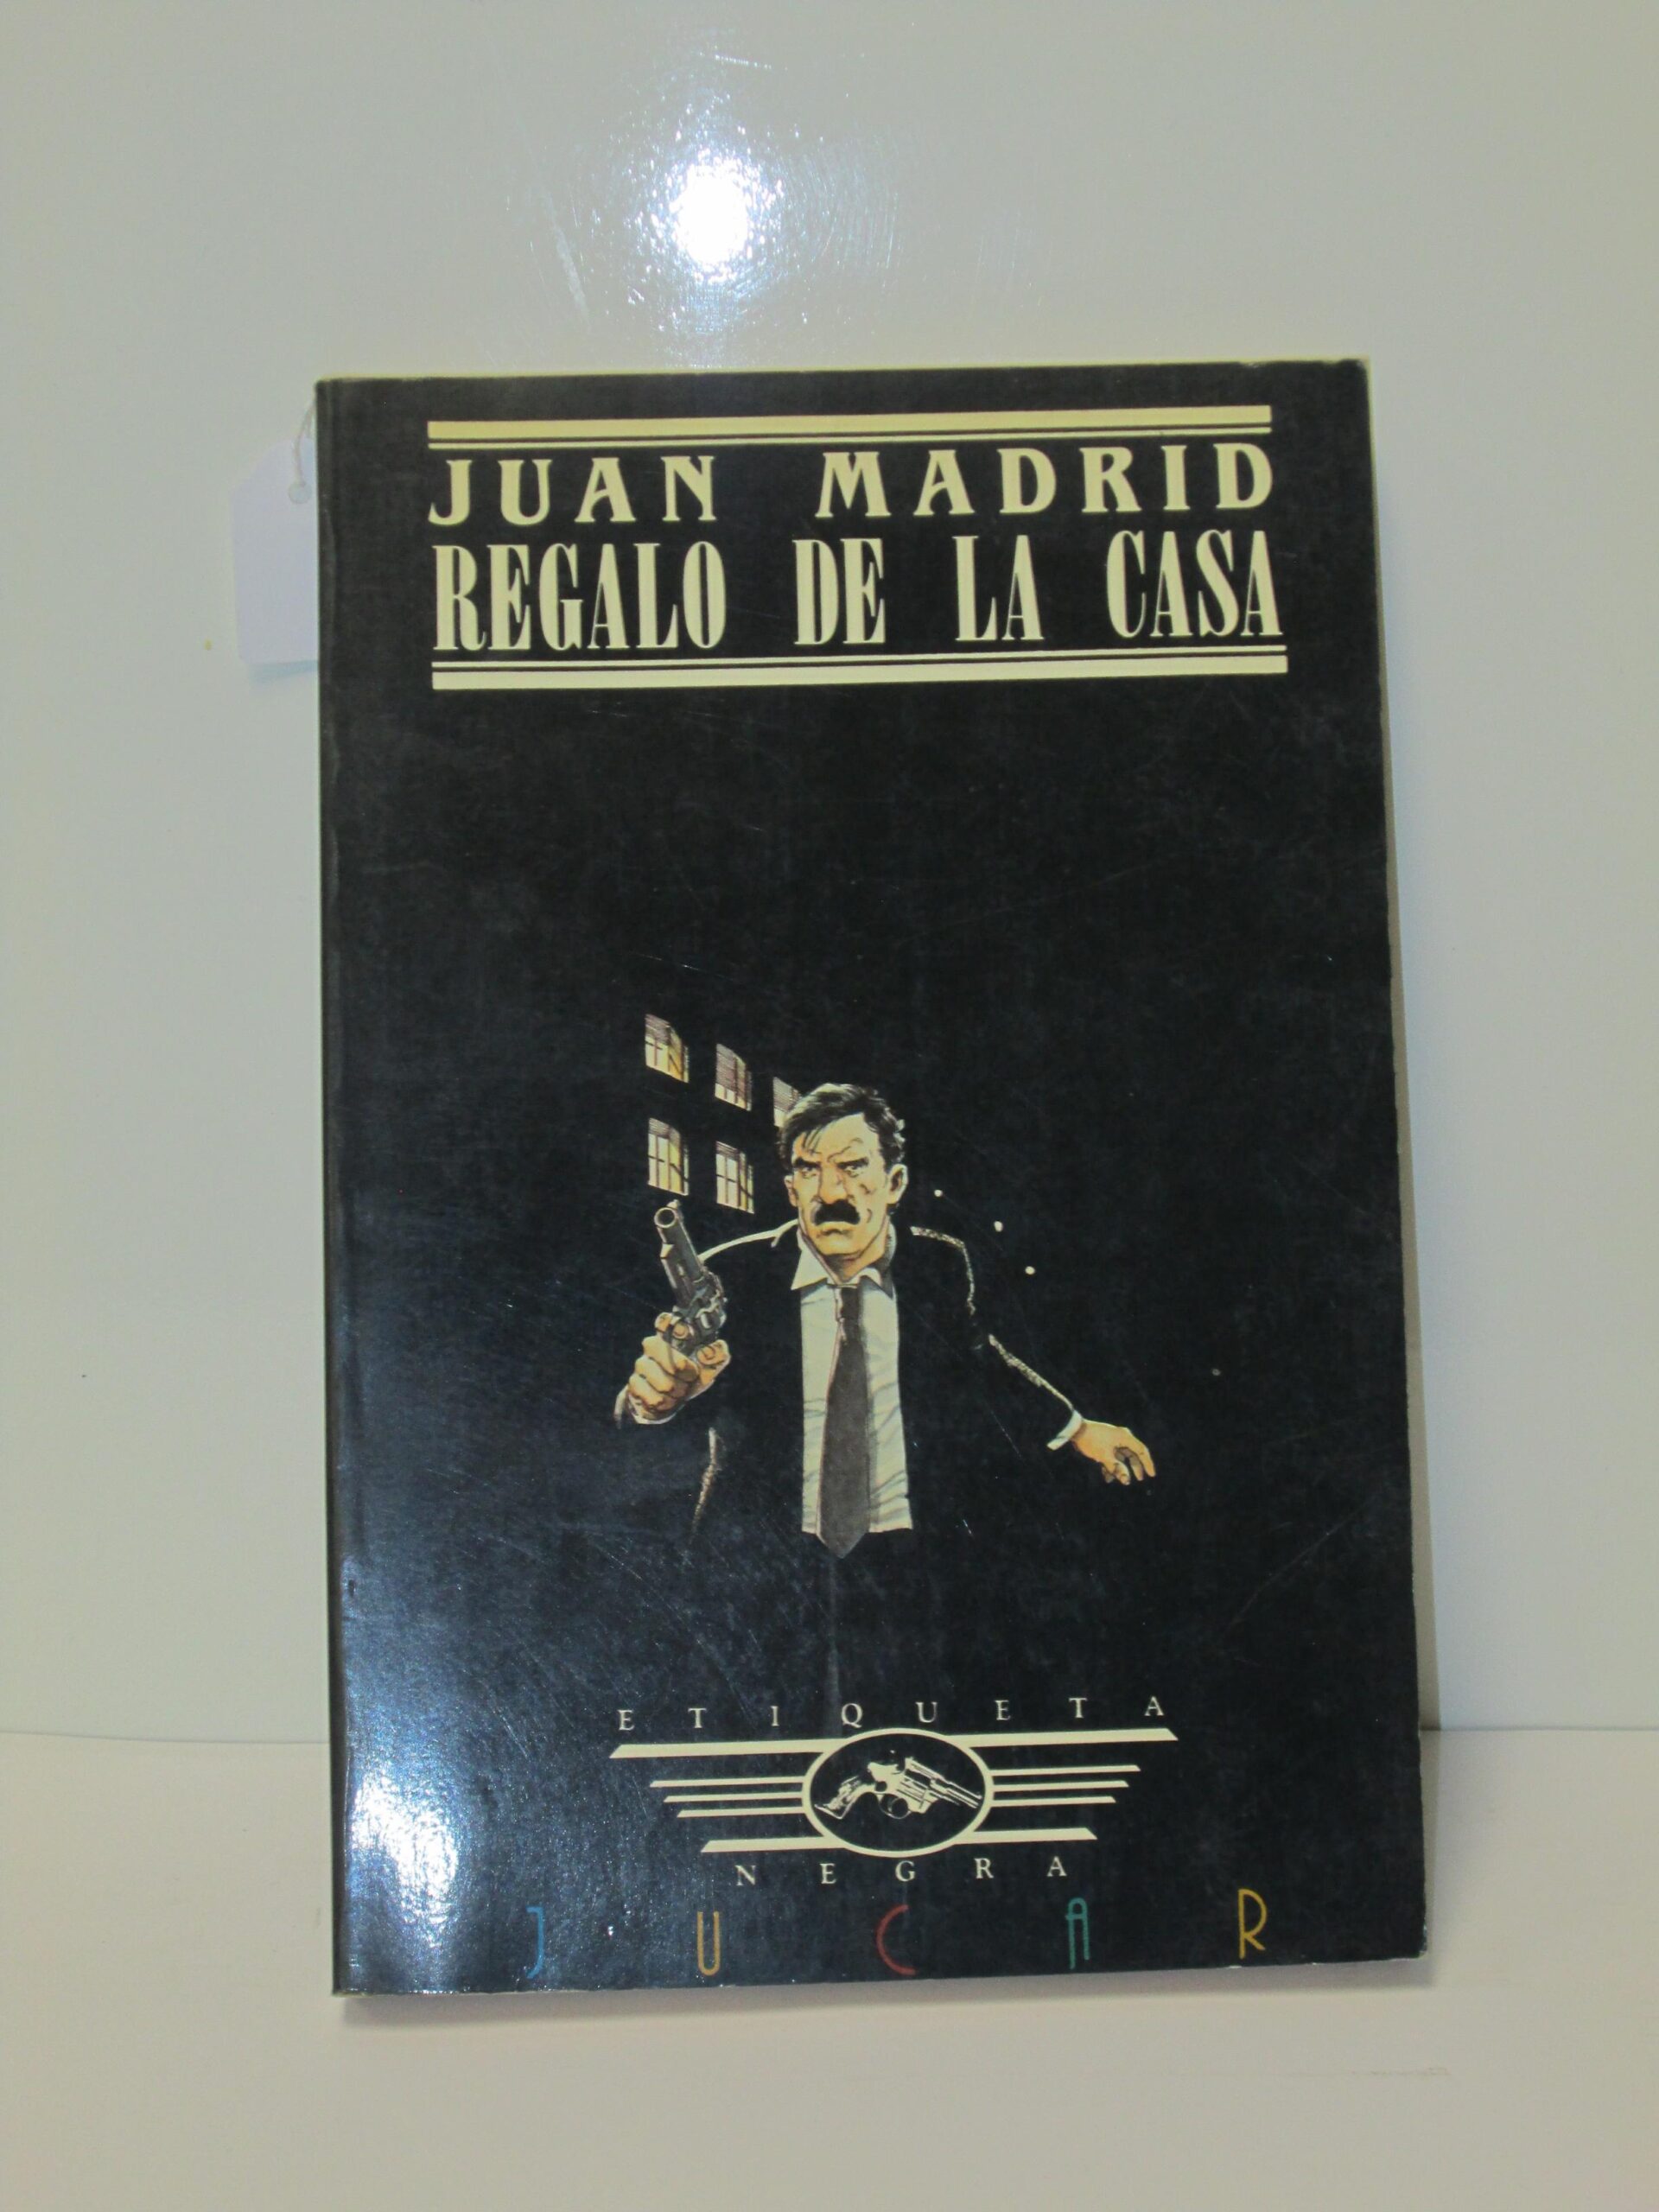 JUAN MADRID
REGALO DE LA CASA
ETIQUETA
NEGRA
JUCAR